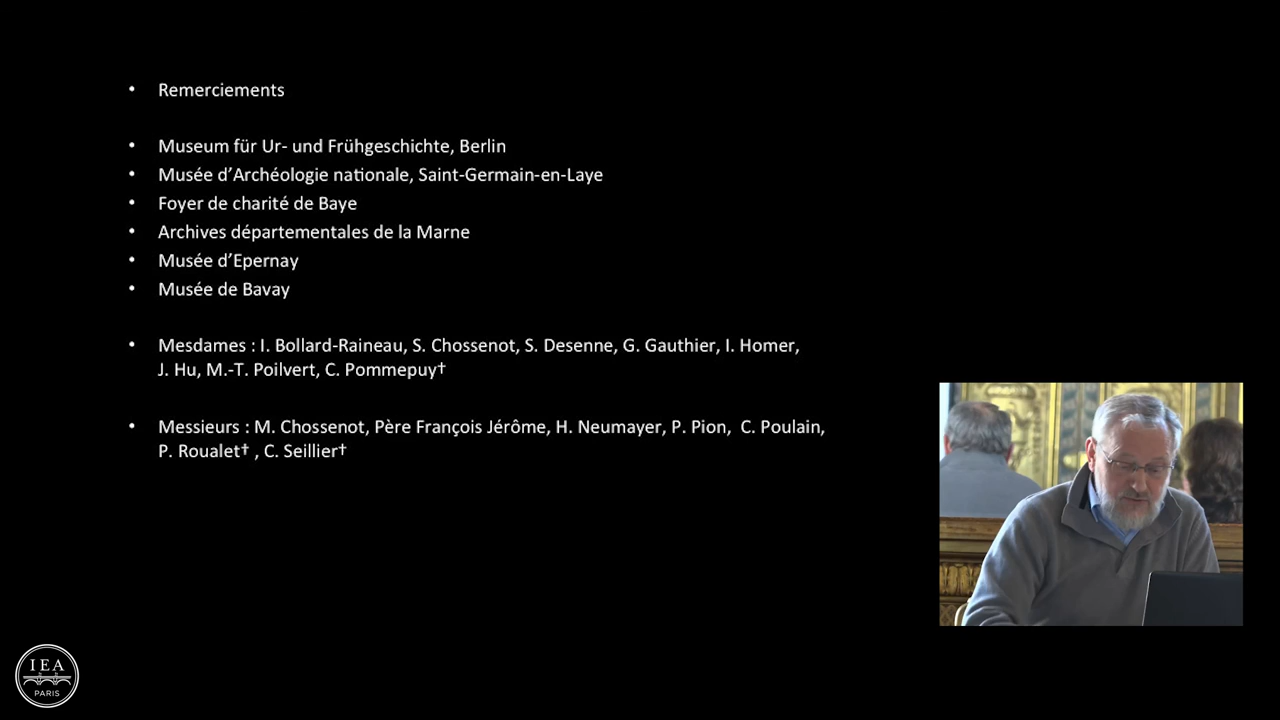 • Remerciements
• Museum für Ur- und Frühgeschichte, Berlin
• Musée d’Archéologie nationale, Saint-Germain-en-Laye
• Foyer de charité de Baye
• Archives départementales de la Marne
• Musée d’Epernay
• Musée de Bavay
• Mesdames : I. Bollard-Raineau, S. Chossenot, S. Desenne, G. Gauthier, I. Homer,
J. Hu, M.-T. Poilvert, C. Pommepuy†
• Messieurs : M. Chossenot, Père François Jérôme, H. Neumayer, P. Pion, C. Poulain,
P. Roualet† , C. Seillier†
IEA
PARIS